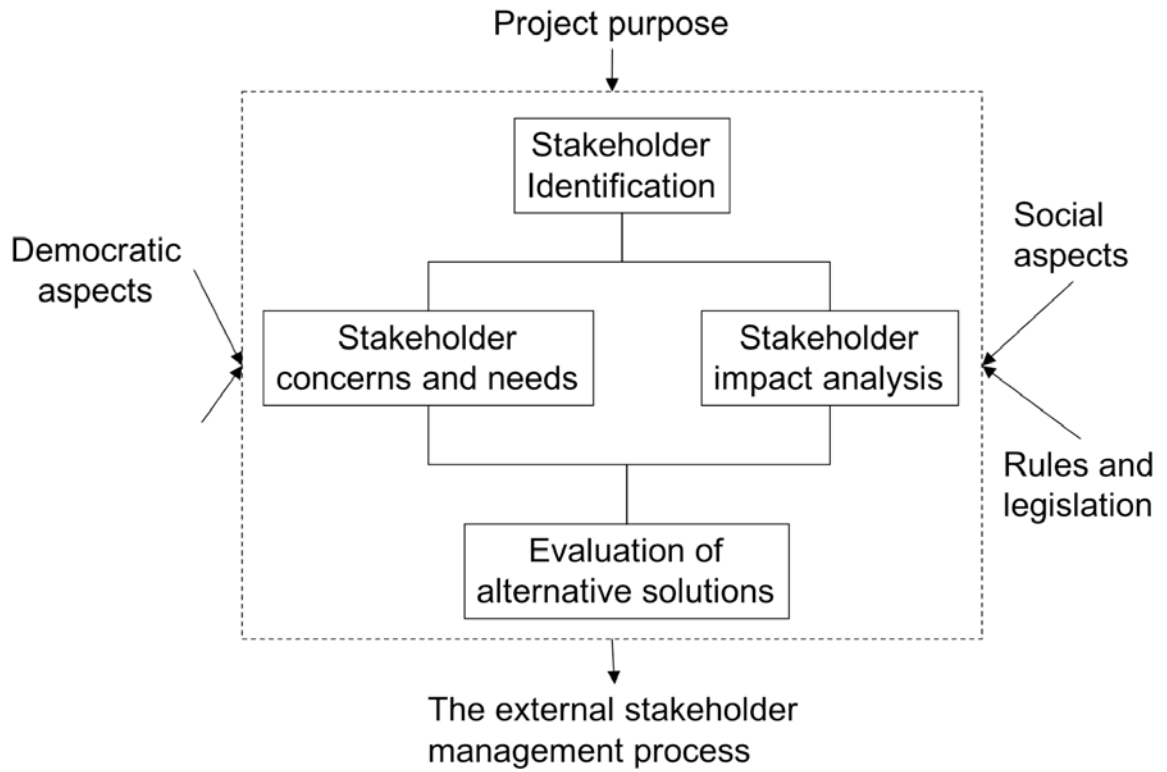 Project purpose
Stakeholder
Identification
Democratic
aspects
Social
aspects
Stakeholder
concerns and needs
Stakeholder
impact analysis
Rules and
legislation
Evaluation of
alternative solutions
The external stakeholder
management process